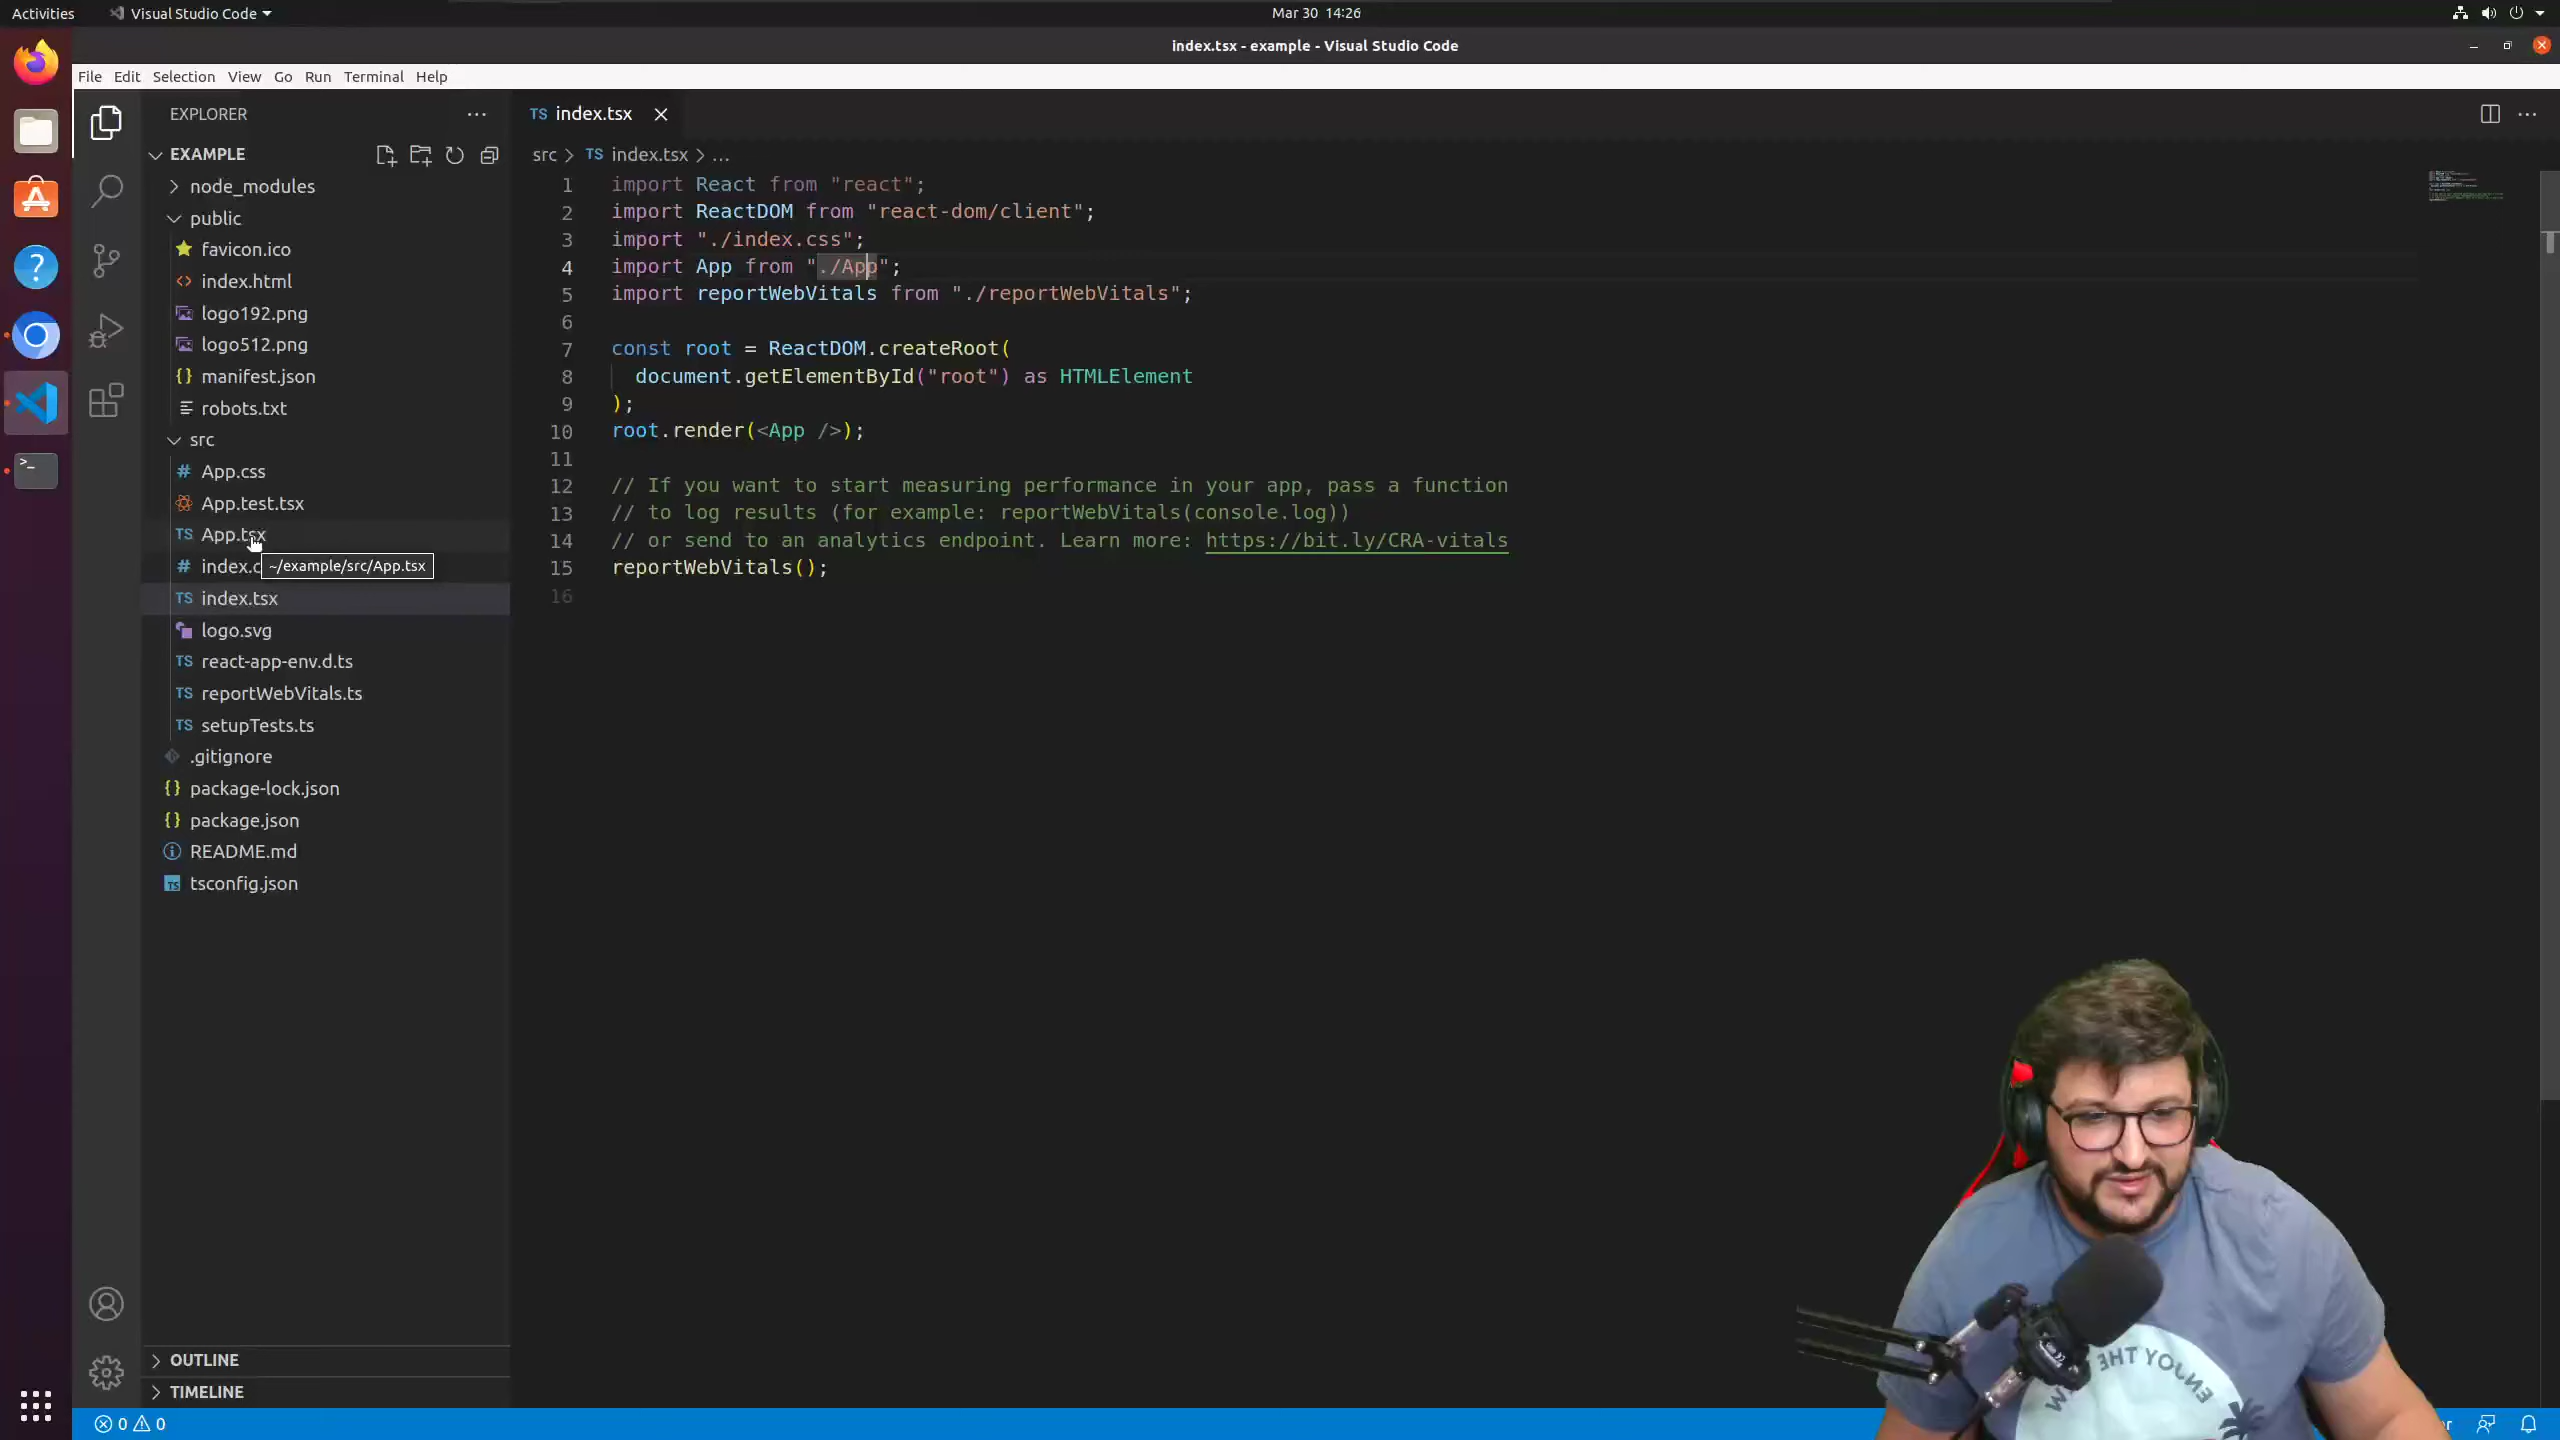 Activities
Visual Studio Code
Mar 30 14:26
index.tsx - example - Visual Studio Code
File Edit Selection View Go Run Terminal Help
EXPLORER
EXAMPLE
node_modules
public
favicon.ico
index.html
logo192.png
logo512.png
manifest.json
robots.txt
src
App.css
App.test.tsx
App.tsx
index.c
~/example/src/App.tsx
index.tsx
logo.svg
react-app-env.d.ts
reportWebVitals.ts
setupTests.ts
.gitignore
package-lock.json
package.json
README.md
tsconfig.json
OUTLINE
TIMELINE
0 0
TS index.tsx
src > TS index.tsx > ...
1 import React from "react";
2 import ReactDOM from "react-dom/client";
3 import "./index.css";
4 import App from "./App";
5 import reportWebVitals from "./reportWebVitals";
6
7 const root = ReactDOM.createRoot(
8 document.getElementById("root") as HTMLElement
9 );
10 root.render(<App />);
11
12 // If you want to start measuring performance in your app, pass a function
13 // to log results (for example: reportWebVitals(console.log))
14 // or send to an analytics endpoint. Learn more: https://bit.ly/CRA-vitals
15 reportWebVitals();
16
ENJOY THE